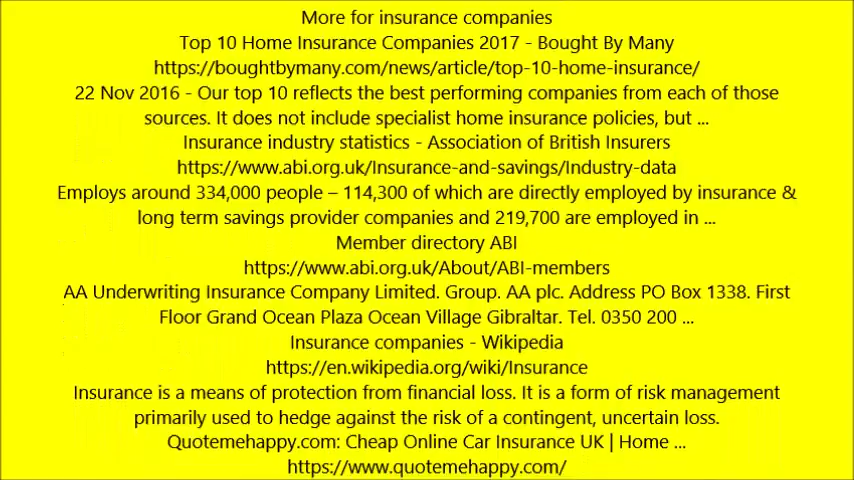 More for insurance companies
Top 10 Home Insurance Companies 2017 - Bought By Many
https://boughtbymany.com/news/article/top-10-home-insurance/
22 Nov 2016 - Our top 10 reflects the best performing companies from each of those
sources. It does not include specialist home insurance policies, but ...
Insurance industry statistics - Association of British Insurers
https://www.abi.org.uk/Insurance-and-savings/Industry-data
Employs around 334,000 people – 114,300 of which are directly employed by insurance &
long term savings provider companies and 219,700 are employed in ...
Member directory ABI
https://www.abi.org.uk/About/ABI-members
AA Underwriting Insurance Company Limited. Group. AA plc. Address PO Box 1338. First
Floor Grand Ocean Plaza Ocean Village Gibraltar. Tel. 0350 200 ...
Insurance companies - Wikipedia
https://en.wikipedia.org/wiki/Insurance
Insurance is a means of protection from financial loss. It is a form of risk management
primarily used to hedge against the risk of a contingent, uncertain loss.
Quotemehappy.com: Cheap Online Car Insurance UK | Home ...
https://www.quotemehappy.com/